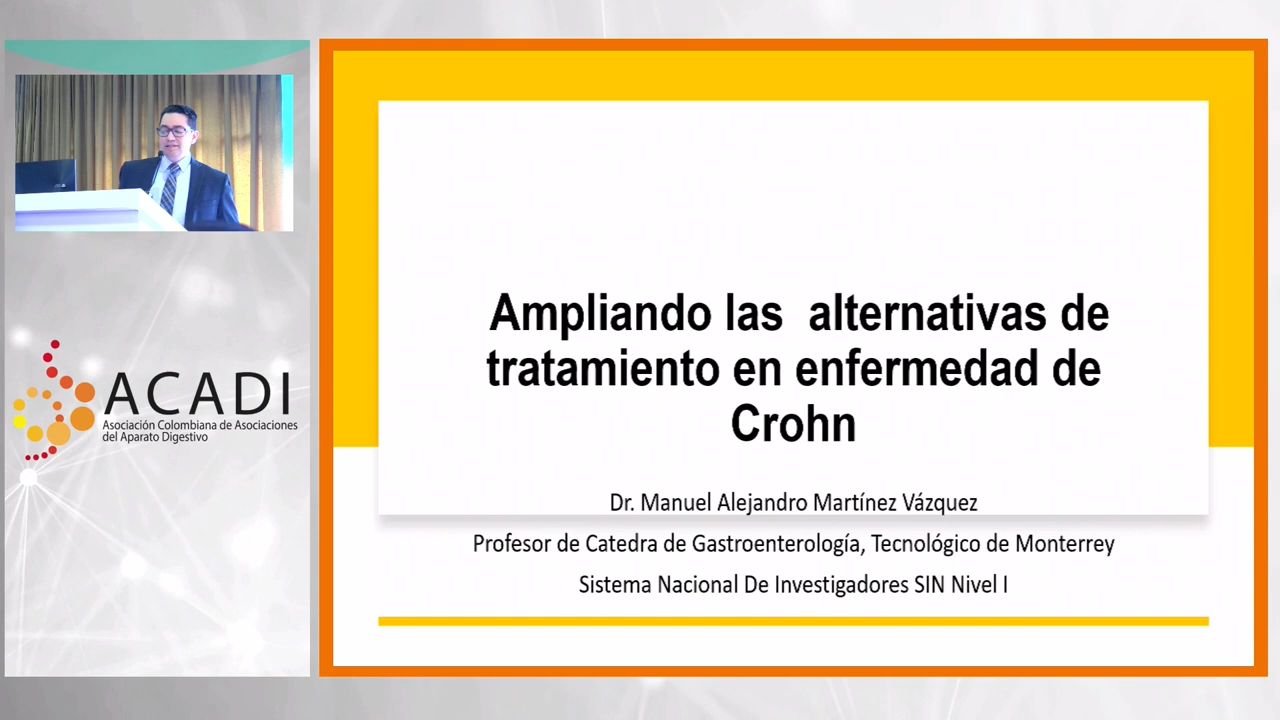 ACADI
Asociación Colombiana de Asociaciones
del Aparato Digestivo
Ampliando las  alternativas de
tratamiento en enfermedad de
Crohn
Dr. Manuel Alejandro Martínez Vázquez
Profesor de Catedra de Gastroenterología, Tecnológico de Monterrey
Sistema Nacional De Investigadores SIN Nivel I